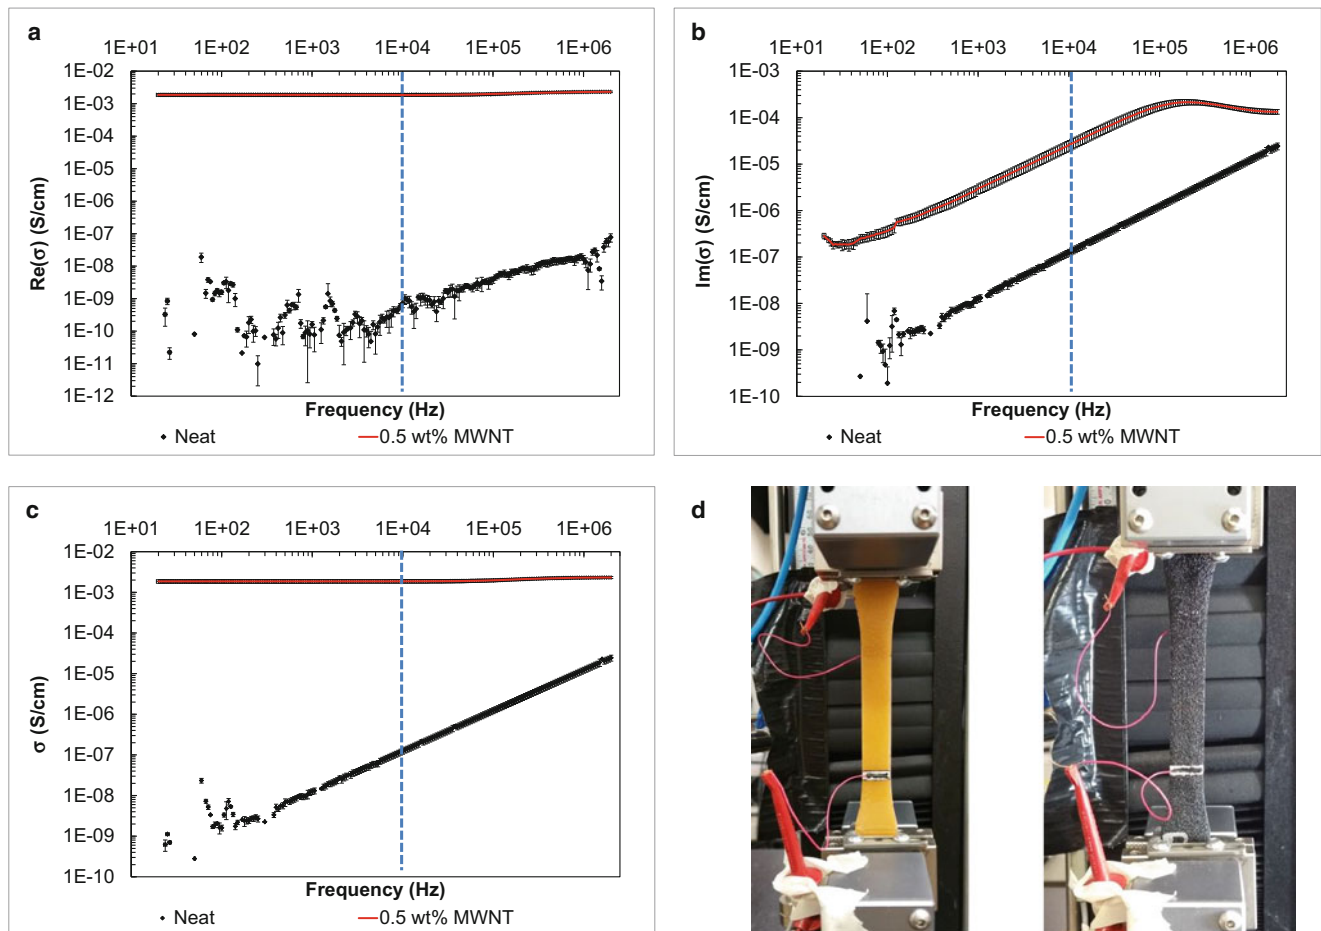 a
1E+01 1E+02 1E+03 1E+04 1E+05 1E+06
1E-02
1E-03
1E-04
1E-05
1E-06
1E-07
1E-08
1E-09
1E-10
1E-11
1E-12
Re(σ) (S/cm)
Frequency (Hz)
Neat
0.5 wt% MWNT
b
1E+01 1E+02 1E+03 1E+04 1E+05 1E+06
1E-03
1E-04
1E-05
1E-06
1E-07
1E-08
1E-09
1E-10
Im(σ) (S/cm)
Frequency (Hz)
Neat
0.5 wt% MWNT
c
1E+01 1E+02 1E+03 1E+04 1E+05 1E+06
1E-02
1E-03
1E-04
1E-05
1E-06
1E-07
1E-08
1E-09
1E-10
σ (S/cm)
Frequency (Hz)
Neat
0.5 wt% MWNT
d